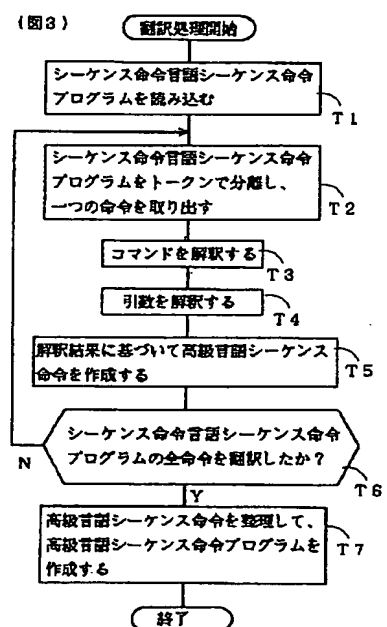 (図3)
翻訳処理開始
シーケンス命令言語シーケンス命令
プログラムを読み込む
T1
シーケンス命令言語シーケンス命令
プログラムをトークンで分離し、
一つの命令を取り出す
T2
コマンドを解釈する
T3
引数を解釈する
T4
解釈結果に基づいて高級言語シーケンス
命令を作成する
T5
シーケンス命令言語シーケンス命令
プログラムの全命令を翻訳したか?
N
T6
Y
高級言語シーケンス命令を整理して、
高級言語シーケンス命令プログラムを
作成する
T7
終了